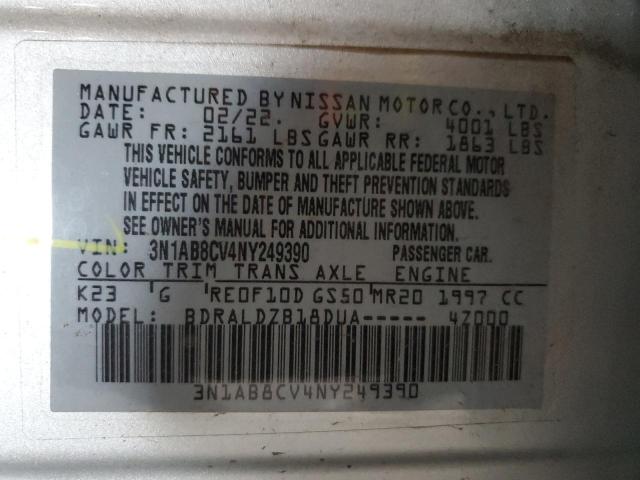 MANUFACTURED BY NISSAN MOTOR CO., LTD.
DATE: 02/22. GVWR: 4001 LBS
GAWR FR: 2161 LBS GAWR RR: 1863 LBS
THIS VEHICLE CONFORMS TO ALL APPLICABLE FEDERAL MOTOR
VEHICLE SAFETY, BUMPER AND THEFT PREVENTION STANDARDS
IN EFFECT ON THE DATE OF MANUFACTURE SHOWN ABOVE.
SEE OWNER'S MANUAL FOR ADDITIONAL INFORMATION
VIN: 3N1AB8CV4NY249390 PASSENGER CAR.
COLOR TRIM TRANS AXLE ENGINE
K23 G RE0F10D GS50 MR20 1997 CC
MODEL: BDRALDZB18DUA----- 4Z000
3N1AB8CV4NY249390